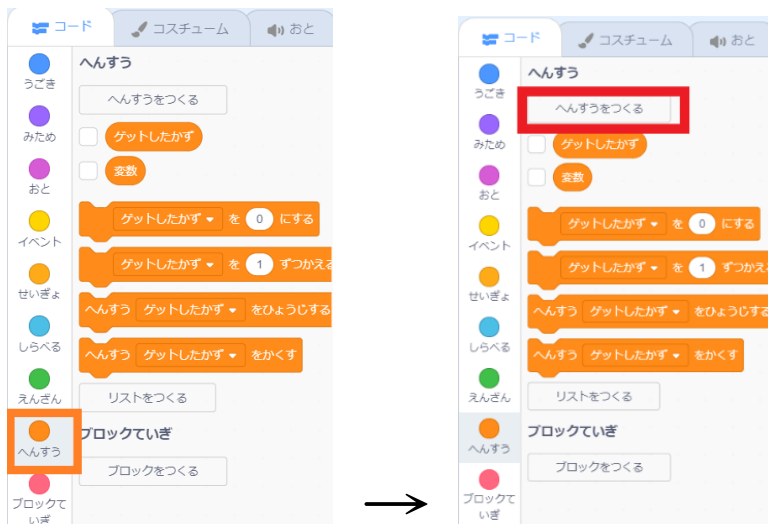 コード
コスチューム
おと
うごき
みため
おと
イベント
せいぎょ
しらべる
えんざん
へんすう
ブロックて
いぎ
へんすう
へんすうをつくる
ゲットしたかず
変数
ゲットしたかず を 0 にする
ゲットしたかず を 1 ずつかえる
へんすう ゲットしたかず をひょうじする
へんすう ゲットしたかず をかくす
リストをつくる
ブロックていぎ
ブロックをつくる
コード
コスチューム
おと
うごき
みため
おと
イベント
せいぎょ
しらべる
えんざん
へんすう
ブロックて
いぎ
へんすう
へんすうをつくる
ゲットしたかず
変数
ゲットしたかず を 0 にする
ゲットしたかず を 1 ずつかえ
へんすう ゲットしたかず をひょうじする
へんすう ゲットしたかず をかくす
リストをつくる
ブロックていぎ
ブロックをつくる